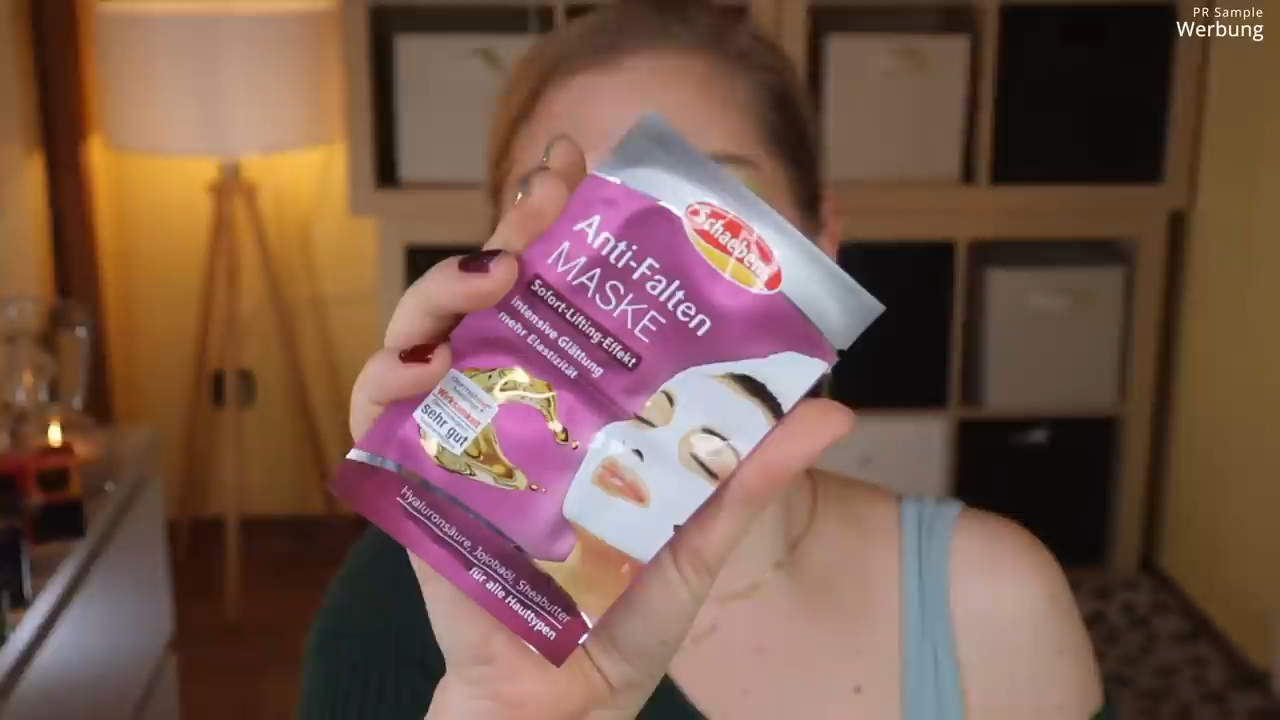 PR Sample
Werbung
Schaebens
Anti-Falten
MASKE
Sofort-Lifting-Effekt
intensive Glättung
mehr Elastizität
Wirksamkeit
sehr gut
Hyaluronsäure, Jojobaöl, Sheabutter
für alle Hauttypen